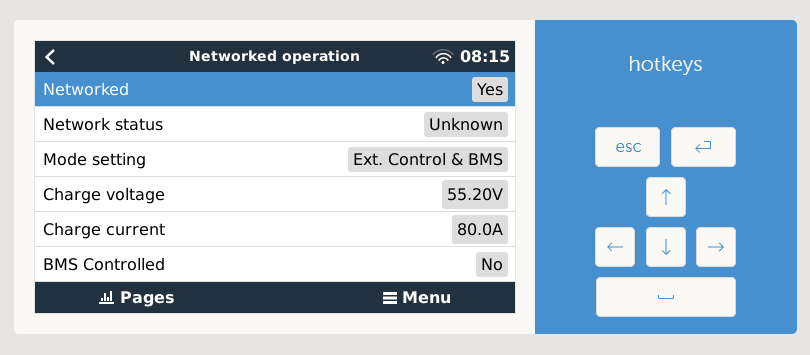 Networked operation 08:15
Networked Yes
Network status Unknown
Mode setting Ext. Control & BMS
Charge voltage 55.20V
Charge current 80.0A
BMS Controlled No
Pages Menu
hotkeys
esc